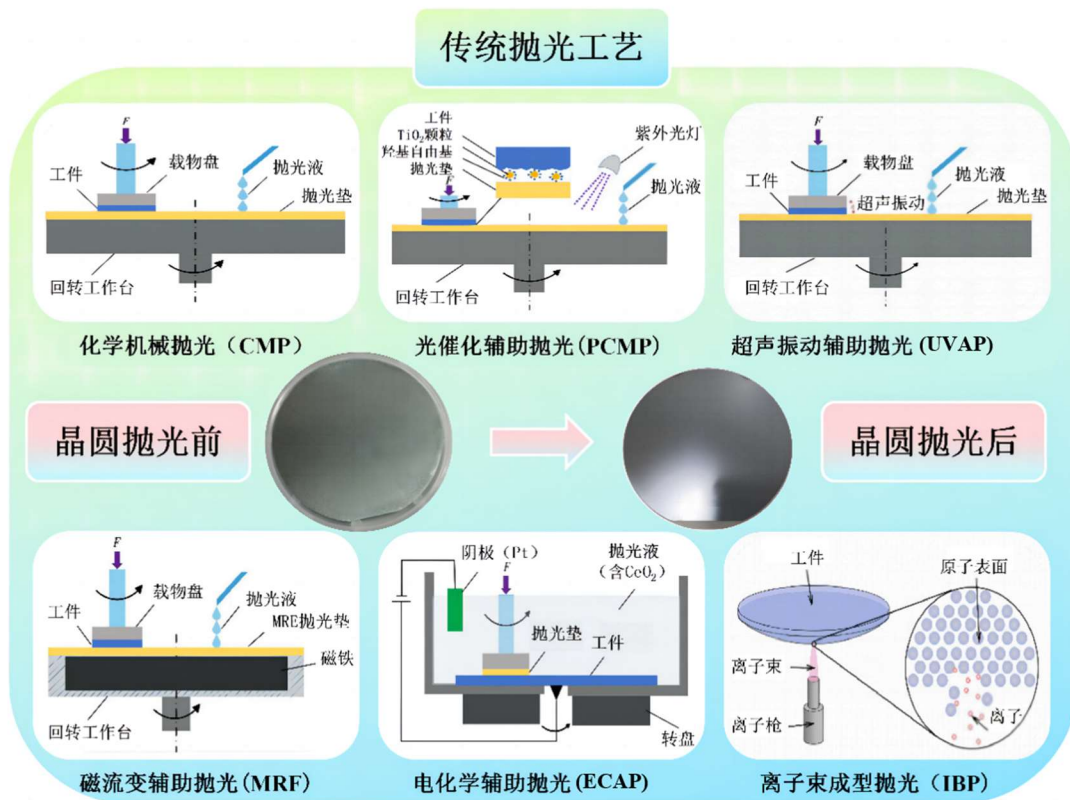 传统抛光工艺
F
载物盘
工件
抛光液
抛光垫
回转工作台
化学机械抛光（CMP）
工件
TiO₂颗粒
羟基自由基
抛光垫
F
紫外光灯
抛光液
回转工作台
光催化辅助抛光(PCMP)
F
载物盘
工件
抛光液
抛光垫
超声振动
回转工作台
超声振动辅助抛光(UVAP)
晶圆抛光前
晶圆抛光后
F
载物盘
工件
抛光液
MRE抛光垫
磁铁
回转工作台
磁流变辅助抛光(MRF)
阴极（Pt）
F
抛光液
（含CeO₂）
抛光垫
工件
转盘
电化学辅助抛光(ECAP)
工件
原子表面
离子束
离子枪
离子
离子束成型抛光（IBP）